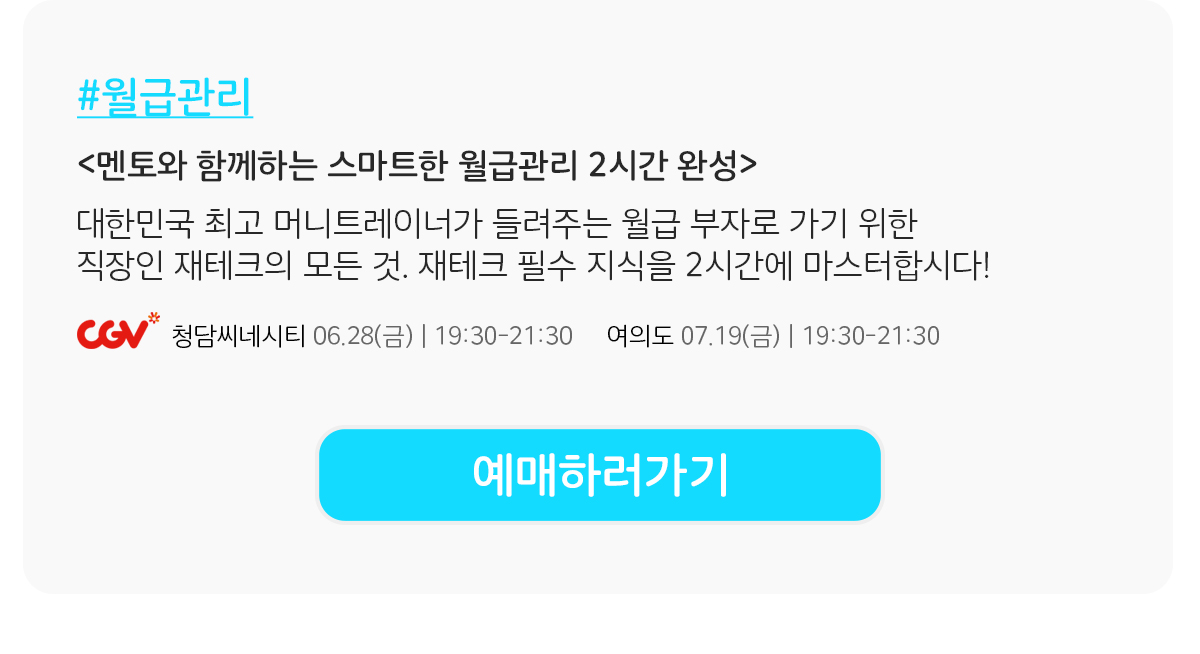 #월급관리
<멘토와 함께하는 스마트한 월급관리 2시간 완성>
대한민국 최고 머니트레이너가 들려주는 월급 부자로 가기 위한
직장인 재테크의 모든 것. 재테크 필수 지식을 2시간에 마스터합시다!
CGV 청담씨네시티 06.28(금) | 19:30-21:30 여의도 07.19(금) | 19:30-21:30
예매하러가기